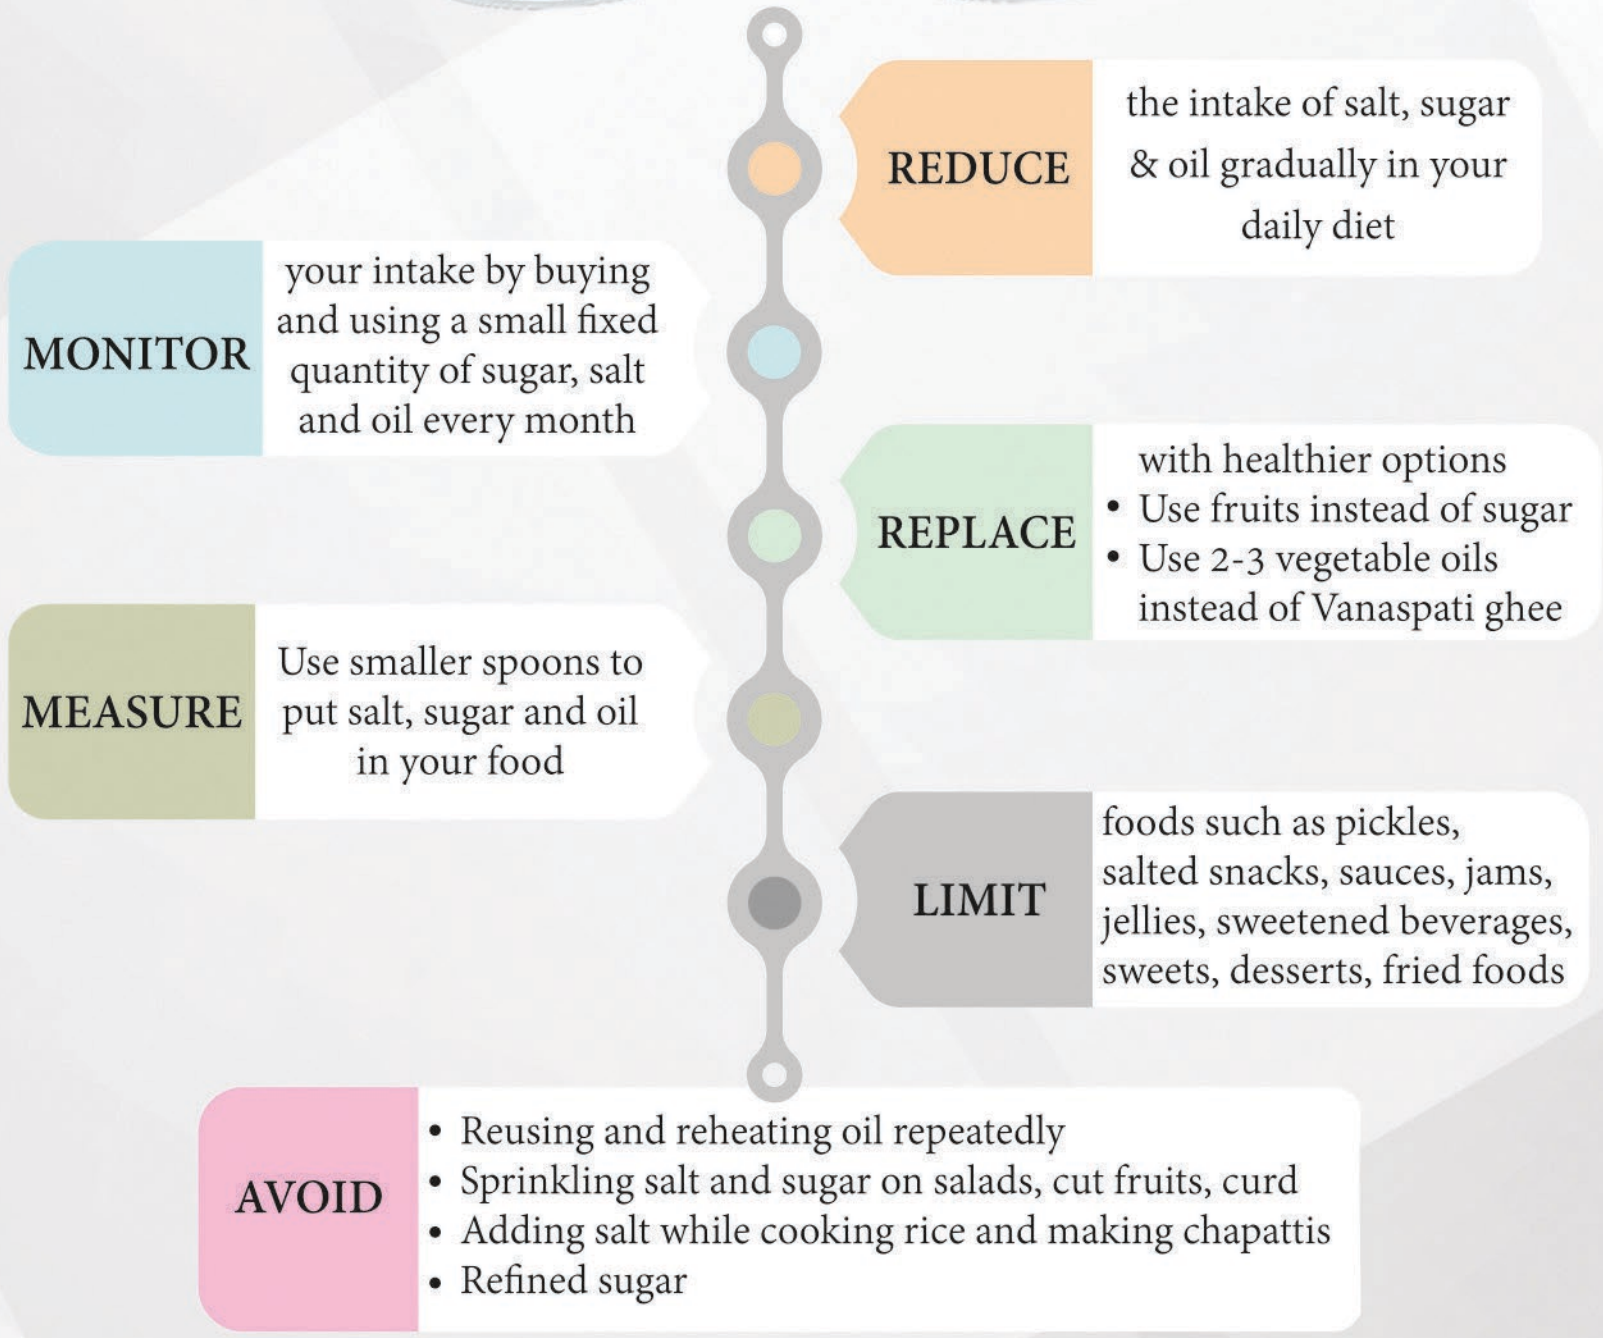 REDUCE
the intake of salt, sugar
& oil gradually in your
daily diet
MONITOR
your intake by buying
and using a small fixed
quantity of sugar, salt
and oil every month
REPLACE
with healthier options
• Use fruits instead of sugar
• Use 2-3 vegetable oils
instead of Vanaspati ghee
MEASURE
Use smaller spoons to
put salt, sugar and oil
in your food
LIMIT
foods such as pickles,
salted snacks, sauces, jams,
jellies, sweetened beverages,
sweets, desserts, fried foods
AVOID
• Reusing and reheating oil repeatedly
• Sprinkling salt and sugar on salads, cut fruits, curd
• Adding salt while cooking rice and making chapattis
• Refined sugar